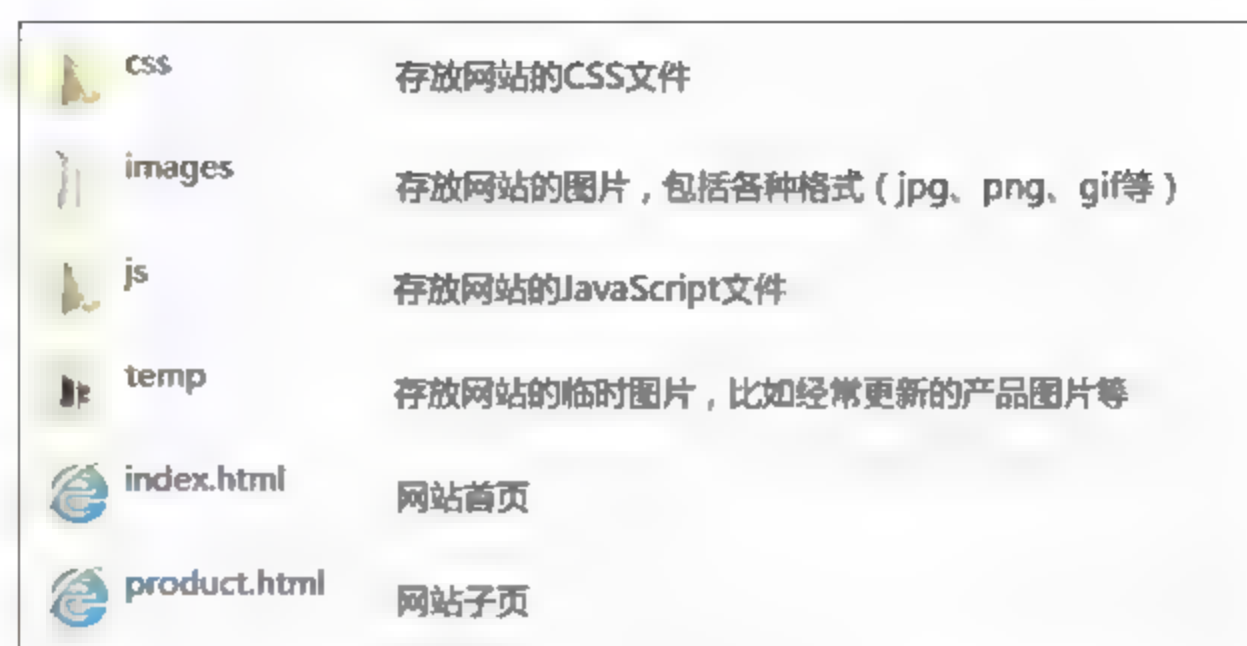 css 存放网站的CSS文件
images 存放网站的图片，包括各种格式（jpg、png、gif等）
js 存放网站的JavaScript文件
temp 存放网站的临时图片，比如经常更新的产品图片等
index.html 网站首页
product.html 网站子页